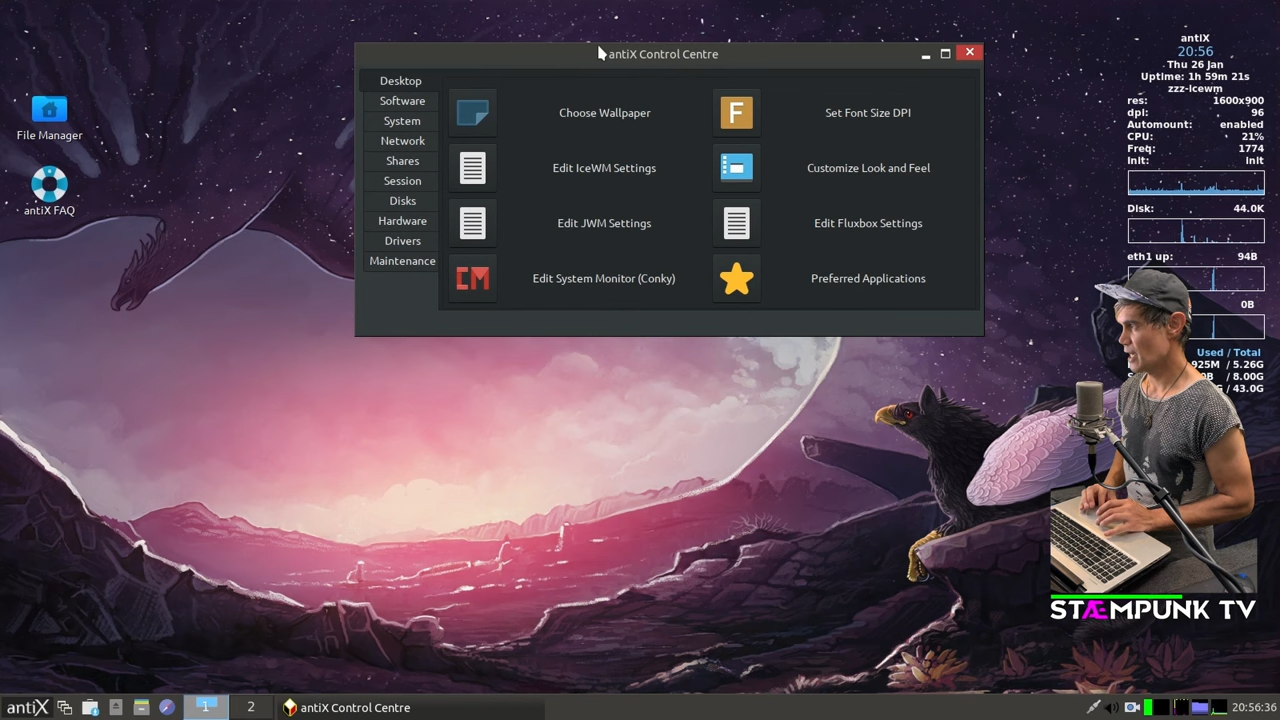 File Manager
antiX FAQ
antiX Control Centre
Desktop
Software
System
Network
Shares
Session
Disks
Hardware
Drivers
Maintenance
Choose Wallpaper
Set Font Size DPI
Edit IceWM Settings
Customize Look and Feel
Edit JWM Settings
Edit Fluxbox Settings
Edit System Monitor (Conky)
Preferred Applications
antiX
20:56
Thu 26 Jan
Uptime: 1h 59m 21s
zzz-Icewm
res: 1600x900
dpi: 96
Automount: enabled
CPU: 21%
Freq: 1774
Init: init
Disk: 44.0K
eth1 up: 94B
0B
Used / Total
925M / 5.26G
/ 8.00G
/ 43.0G
STÆMPUNK TV
antiX
1
2
antiX Control Centre
20:56:36